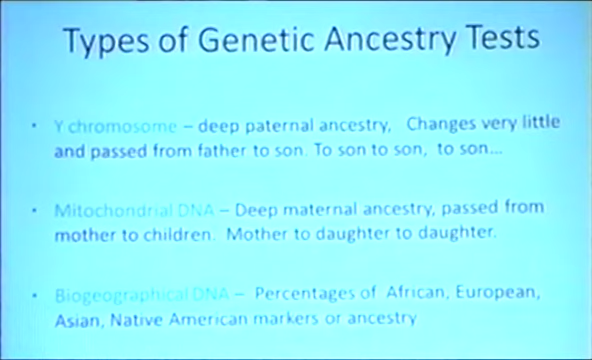 Types of Genetic Ancestry Tests
• Y chromosome – deep paternal ancestry, Changes very little
and passed from father to son. To son to son, to son...
• Mitochondrial DNA – Deep maternal ancestry, passed from
mother to children. Mother to daughter to daughter.
• Biogeographical DNA – Percentages of African, European,
Asian, Native American markers or ancestry